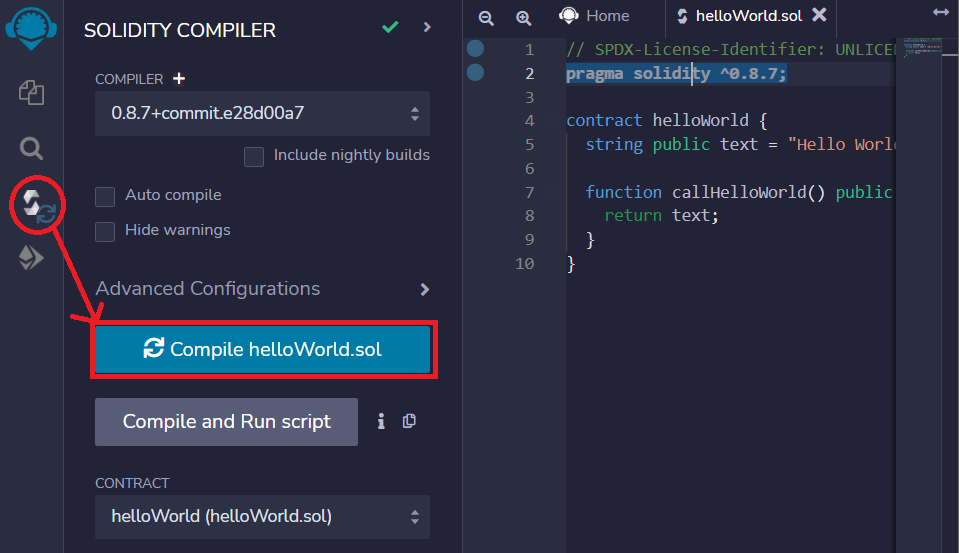 SOLIDITY COMPILER
COMPILER +
0.8.7+commit.e28d00a7
Include nightly builds
Auto compile
Hide warnings
Advanced Configurations
Compile helloWorld.sol
Compile and Run script
CONTRACT
helloWorld (helloWorld.sol)
Home
helloWorld.sol
1 // SPDX-License-Identifier: UNLICE
2 pragma solidity ^0.8.7;
3
4 contract helloWorld {
5 string public text = "Hello Worl
6
7 function callHelloWorld() public
8 return text;
9 }
10 }